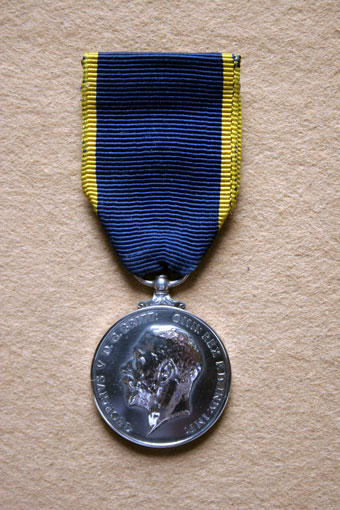 GEORGIVS V D. G. BRITT: OMN: REX ET IND: IMP: